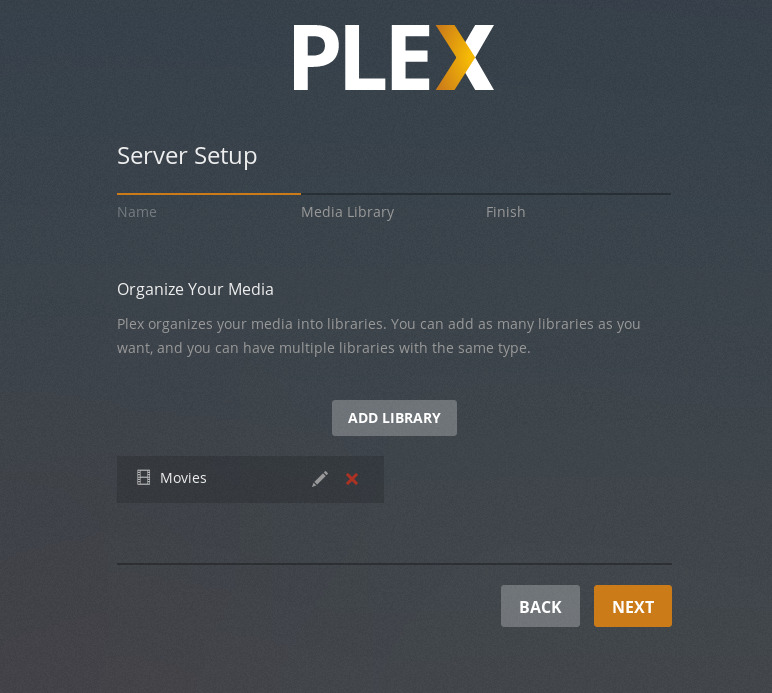 PLEX
Server Setup
Name
Media Library
Finish
Organize Your Media
Plex organizes your media into libraries. You can add as many libraries as you
want, and you can have multiple libraries with the same type.
ADD LIBRARY
Movies
BACK
NEXT